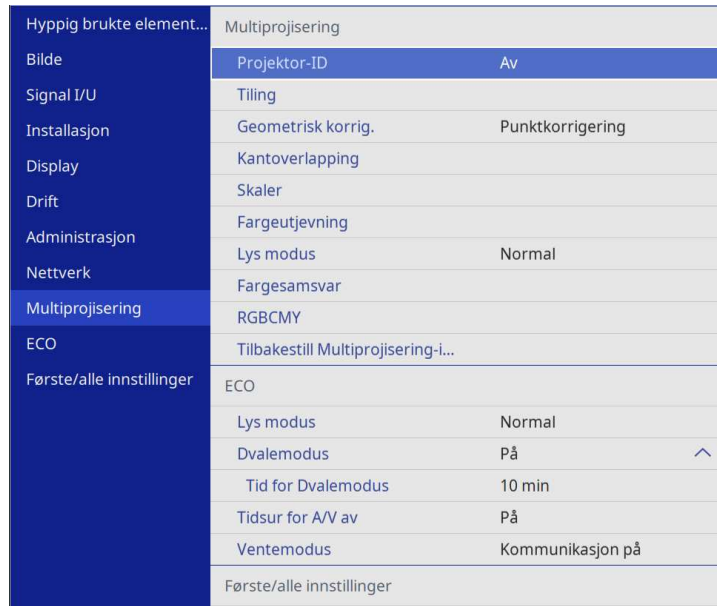 Hyppig brukte element...
Bilde
Signal I/U
Installasjon
Display
Drift
Administrasjon
Nettverk
Multiprojisering
ECO
Første/alle innstillinger
Multiprojisering
Projektor-ID Av
Tiling
Geometrisk korrig. Punktkorrigering
Kantoverlapping
Skaler
Fargeutjevning
Lys modus Normal
Fargesamsvar
RGBCMY
Tilbakestill Multiprojisering-i...
ECO
Lys modus Normal
Dvalemodus På
Tid for Dvalemodus 10 min
Tidsur for A/V av På
Ventemodus Kommunikasjon på
Første/alle innstillinger